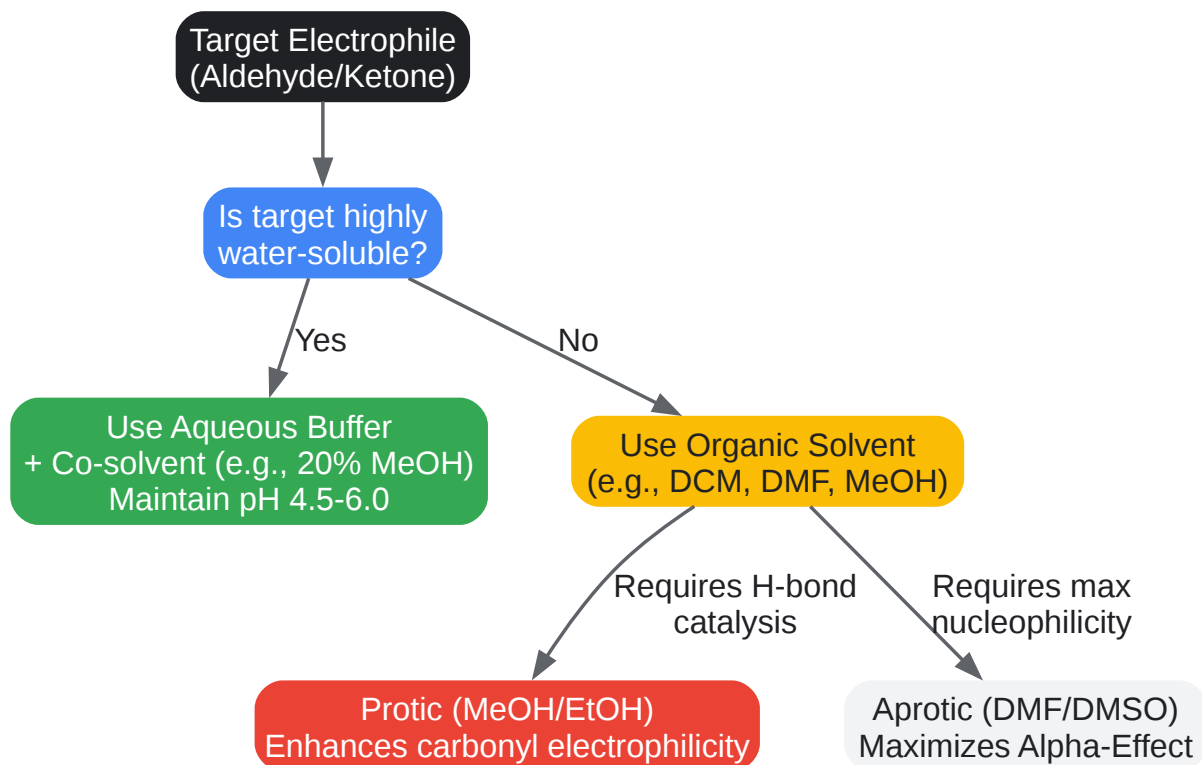 Target Electrophile
(Aldehyde/Ketone)
Is target highly
water-soluble?
Yes
No
Use Aqueous Buffer
+ Co-solvent (e.g., 20% MeOH)
Maintain pH 4.5-6.0
Use Organic Solvent
(e.g., DCM, DMF, MeOH)
Requires H-bond
catalysis
Requires max
nucleophilicity
Protic (MeOH/EtOH)
Enhances carbonyl electrophilicity
Aprotic (DMF/DMSO)
Maximizes Alpha-Effect